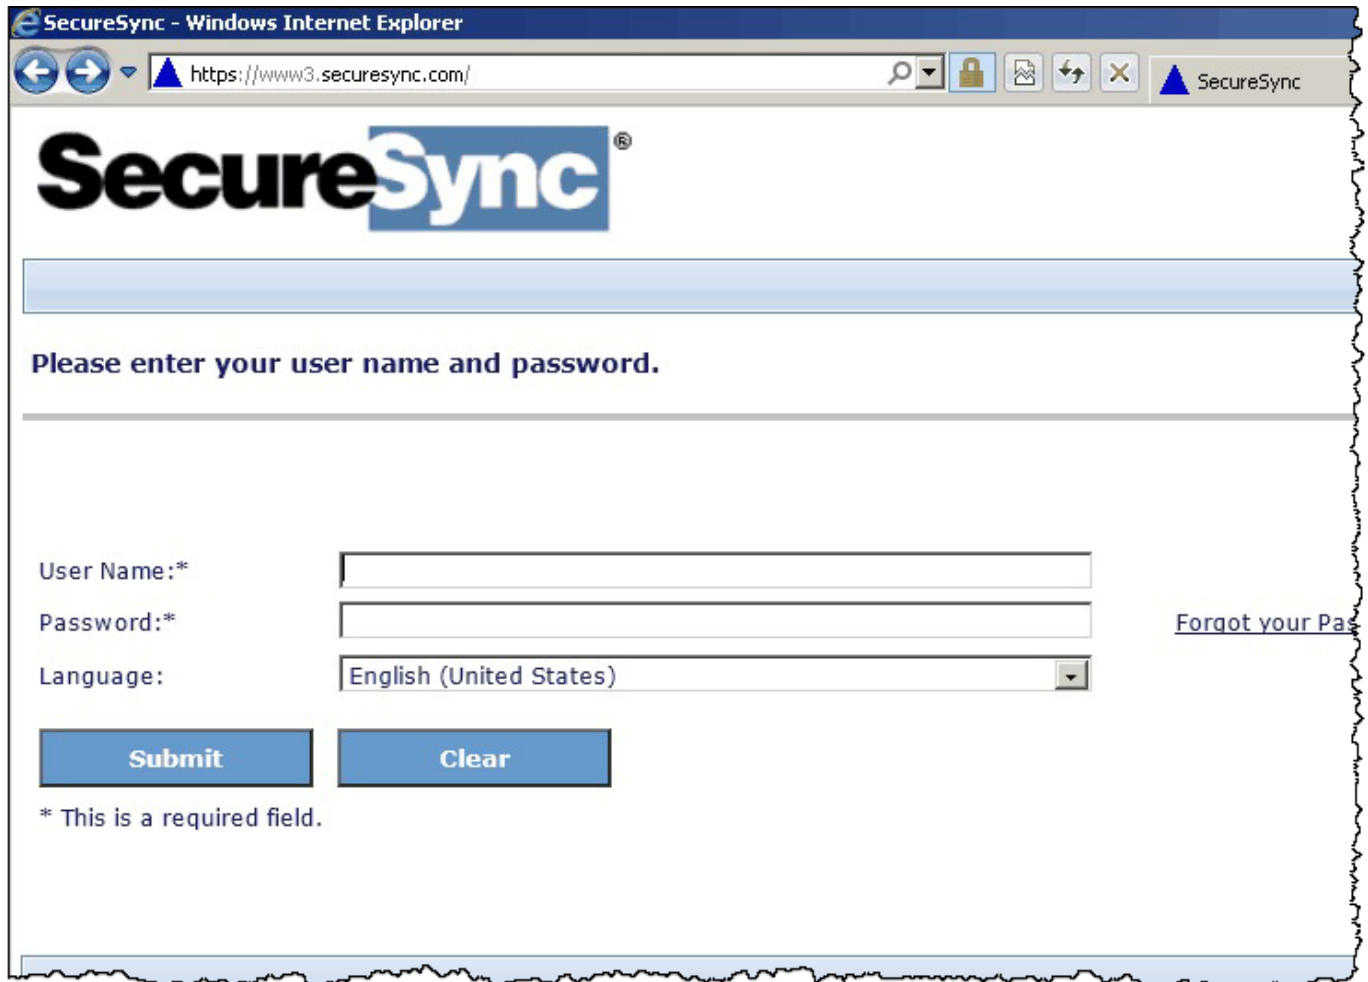 SecureSync - Windows Internet Explorer
https://www3.securesync.com/
SecureSync
SecureSync®
Please enter your user name and password.
User Name:*
Password:*
Forgot your Pas
Language:
English (United States)
Submit
Clear
* This is a required field.